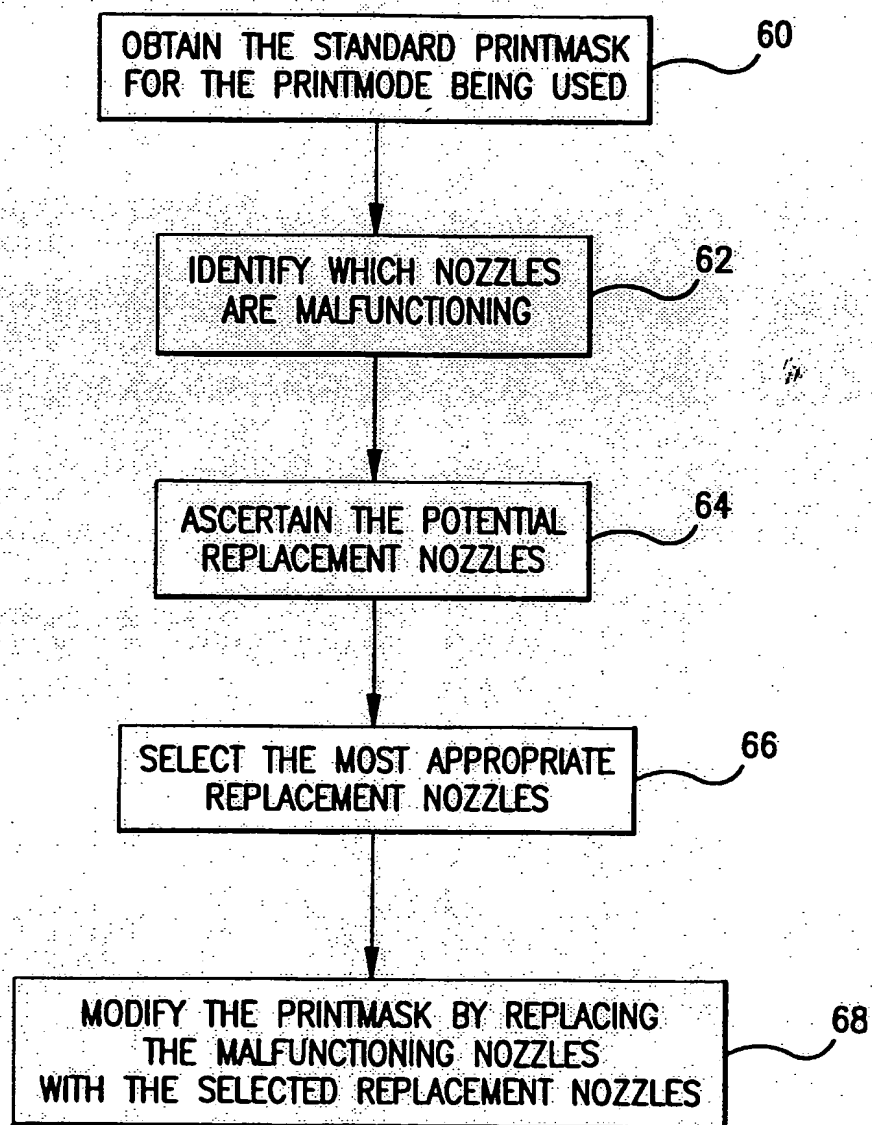 OBTAIN THE STANDARD PRINTMASK
FOR THE PRINTMODE BEING USED
60
IDENTIFY WHICH NOZZLES
ARE MALFUNCTIONING
62
ASCERTAIN THE POTENTIAL
REPLACEMENT NOZZLES
64
SELECT THE MOST APPROPRIATE
REPLACEMENT NOZZLES
66
MODIFY THE PRINTMASK BY REPLACING
THE MALFUNCTIONING NOZZLES
WITH THE SELECTED REPLACEMENT NOZZLES
68